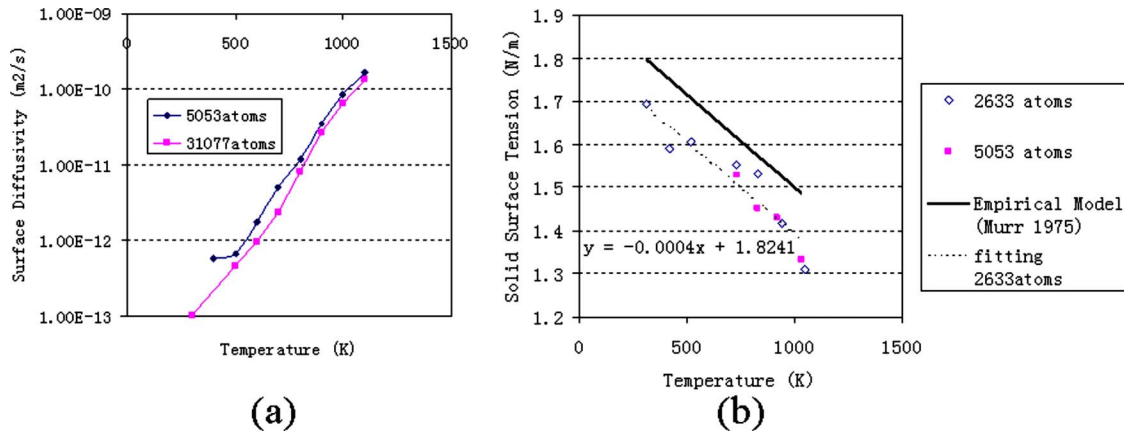 1.00E-09
1.00E-10
1.00E-11
1.00E-12
1.00E-13
0
500
1000
1500
Surface Diffusivity (m2/s)
5053atoms
31077atoms
Temperature (K)
(a)
1.9
1.8
1.7
1.6
1.5
1.4
1.3
1.2
Solid Surface Tension (N/m)
y = -0.0004x + 1.8241
0
500
1000
1500
Temperature (K)
(b)
2633 atoms
5053 atoms
Empirical Model
(Murr 1975)
fitting
2633atoms